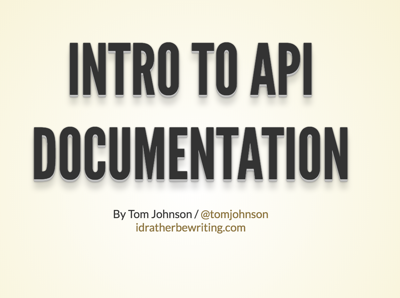 INTRO TO API
DOCUMENTATION
By Tom Johnson / @tomjohnson
idratherbewriting.com